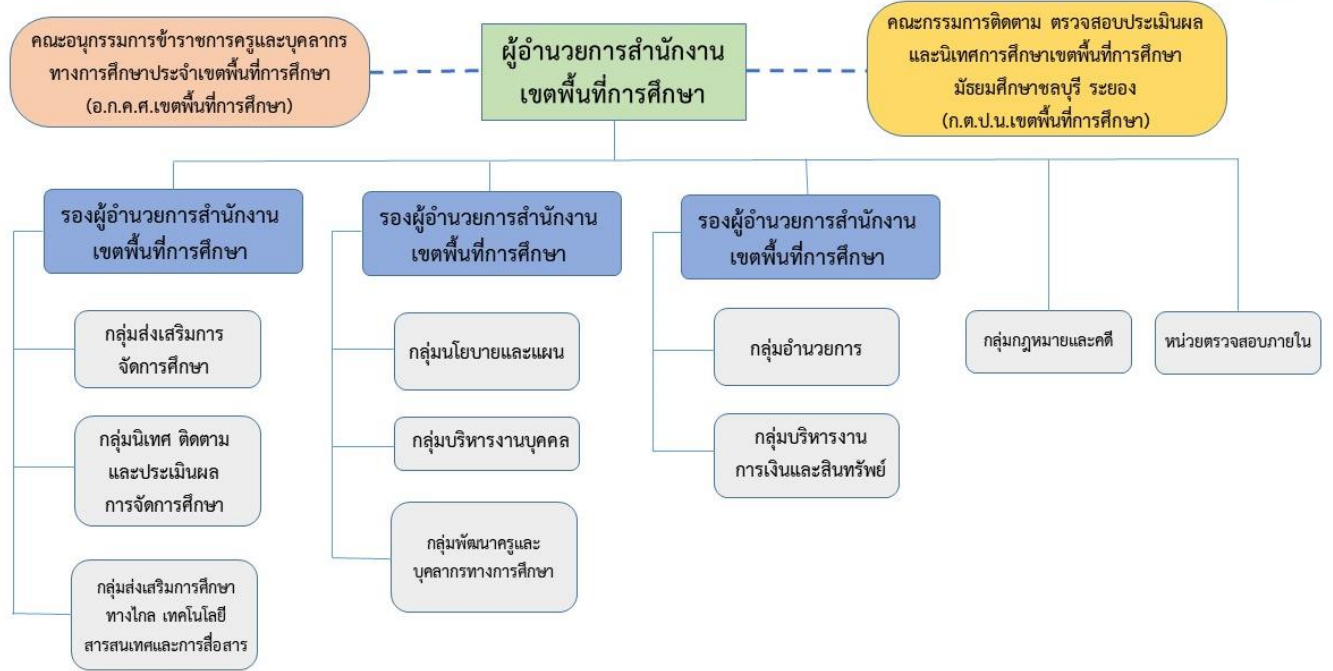 คณะอนุกรรมการข้าราชการครูและบุคลากร
ทางการศึกษาประจำเขตพื้นที่การศึกษา
(อ.ก.ค.ศ.เขตพื้นที่การศึกษา)
ผู้อำนวยการสำนักงาน
เขตพื้นที่การศึกษา
คณะกรรมการติดตาม ตรวจสอบประเมินผล
และนิเทศการศึกษาเขตพื้นที่การศึกษา
มัธยมศึกษาชลบุรี ระยอง
(ก.ต.ป.น.เขตพื้นที่การศึกษา)
รองผู้อำนวยการสำนักงาน
เขตพื้นที่การศึกษา
กลุ่มส่งเสริมการ
จัดการศึกษา
กลุ่มนิเทศ ติดตาม
และประเมินผล
การจัดการศึกษา
กลุ่มส่งเสริมการศึกษา
ทางไกล เทคโนโลยี
สารสนเทศและการสื่อสาร
รองผู้อำนวยการสำนักงาน
เขตพื้นที่การศึกษา
กลุ่มนโยบายและแผน
กลุ่มบริหารงานบุคคล
กลุ่มพัฒนาครูและ
บุคลากรทางการศึกษา
รองผู้อำนวยการสำนักงาน
เขตพื้นที่การศึกษา
กลุ่มอำนวยการ
กลุ่มบริหารงาน
การเงินและสินทรัพย์
กลุ่มกฎหมายและคดี
หน่วยตรวจสอบภายใน